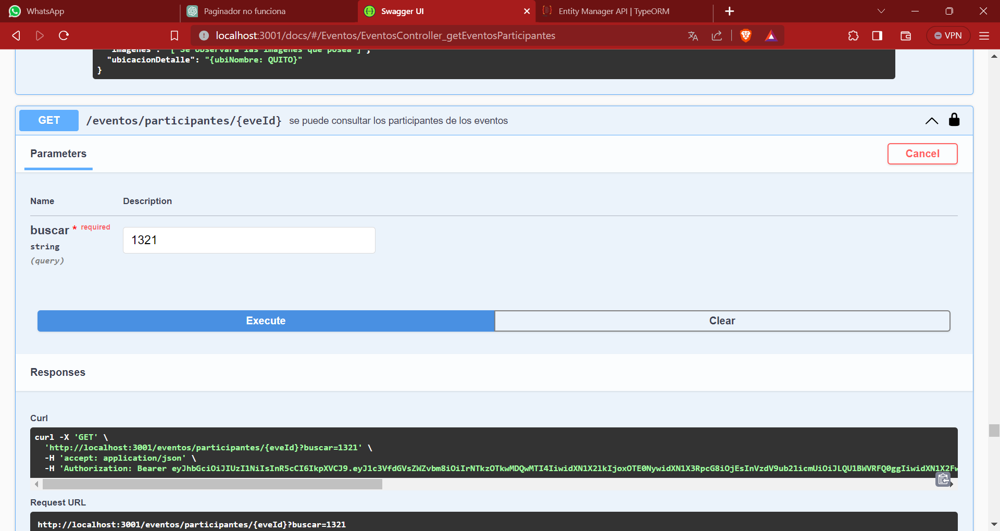 WhatsApp
Paginador no funciona
Swagger UI
Entity Manager API | TypeORM
localhost:3001/docs/#/Eventos/EventosController_getEventosParticipantes
VPN
"imagenes": "['Se observara las imagenes que posea']",
"ubicacionDetalle": "{ubiNombre: QUITO}"
}
GET /eventos/participantes/{eveId} se puede consultar los participantes de los eventos
Parameters
Cancel
Name Description
buscar * required
string
(query)
1321
Execute
Clear
Responses
Curl
curl -X 'GET' \
'http://localhost:3001/eventos/participantes/{eveId}?buscar=1321' \
-H 'accept: application/json' \
-H 'Authorization: Bearer
Request URL
http://localhost:3001/eventos/participantes/{eveId}?buscar=1321